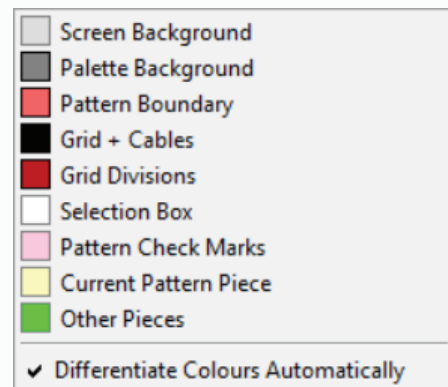 Screen Background
Palette Background
Pattern Boundary
Grid + Cables
Grid Divisions
Selection Box
Pattern Check Marks
Current Pattern Piece
Other Pieces
Differentiate Colours Automatically